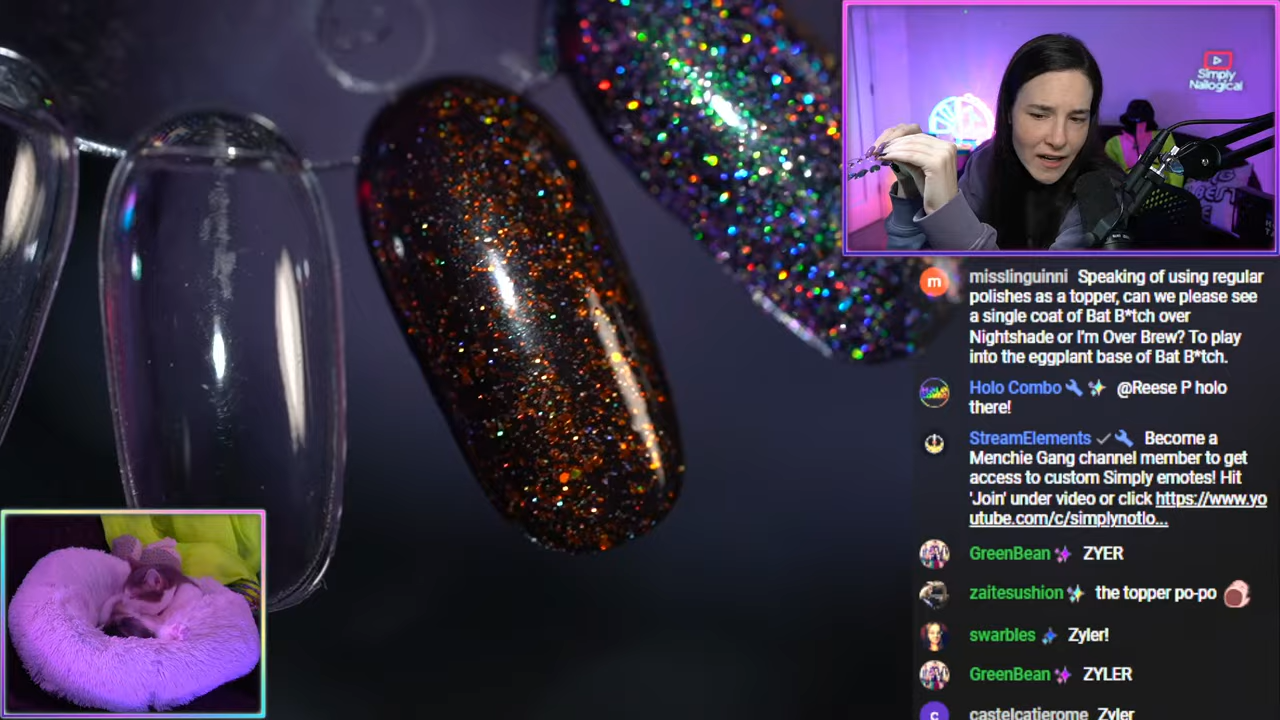 Simply
Nailogical
misslinguinni Speaking of using regular
polishes as a topper, can we please see
a single coat of Bat B*tch over
Nightshade or I'm Over Brew? To play
into the eggplant base of Bat B*tch.
Holo Combo @Reese P holo
there!
StreamElements Become a
Menchie Gang channel member to get
access to custom Simply emotes! Hit
'Join' under video or click https://www.yo
utube.com/c/simplynotlo...
GreenBean ZYER
zaitesushion the topper po-po
swarbles Zyler!
GreenBean ZYLER
castelcatierome Zyler